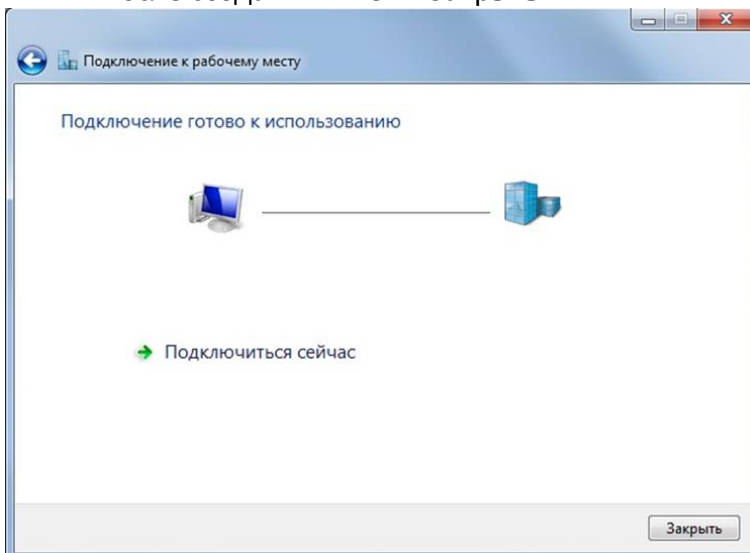 Подключение к рабочему месту
Подключение готово к использованию
Подключиться сейчас
Закрыть